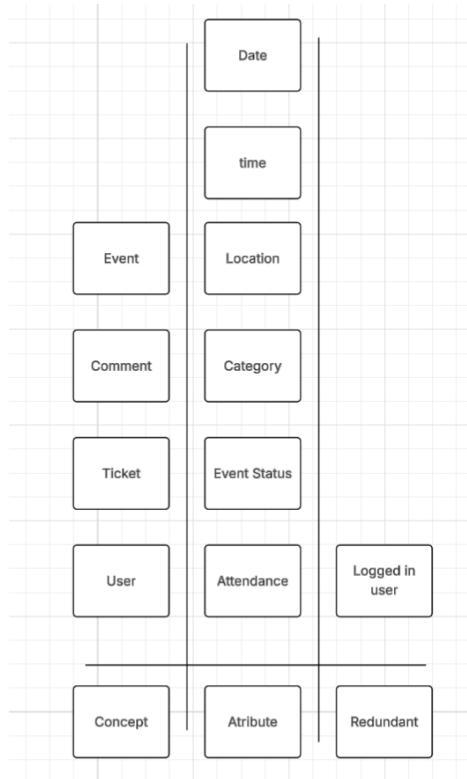 Date
time
Event
Location
Comment
Category
Ticket
Event Status
User
Attendance
Logged in
user
Concept
Atribute
Redundant